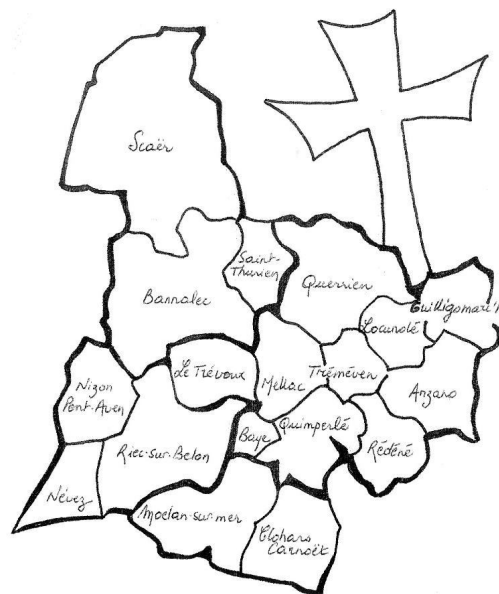 Scaër
Saint-
Thurien
Querrien
Bannalec
Guilligomarc'h
Locunolé
Le Trévoux
Mellac
Tréméven
Arzano
Nizon
Pont-Aven
Baye
Quimperlé
Rédéné
Riec-sur-Belon
Névez
Moëlan-sur-mer
Clohars
Carnoët